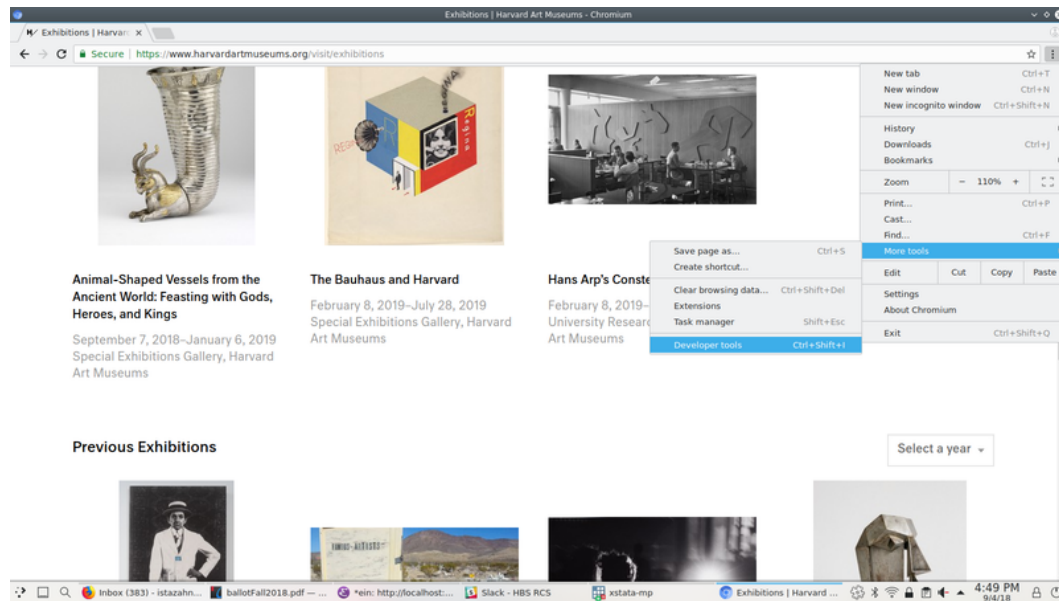 Exhibitions | Harvard Art Museums - Chromium
Exhibitions | Harvar
Secure | https://www.harvardartmuseums.org/visit/exhibitions
New tab Ctrl+T
New window Ctrl+N
New incognito window Ctrl+Shift+N
History
Downloads Ctrl+J
Bookmarks
Zoom - 110% +
Print... Ctrl+P
Cast...
Find... Ctrl+F
More tools
Edit Cut Copy Paste
Settings
About Chromium
Exit Ctrl+Shift+Q
Save page as... Ctrl+S
Create shortcut...
Clear browsing data... Ctrl+Shift+Del
Extensions
Task manager Shift+Esc
Developer tools Ctrl+Shift+I
REGINA
R
Regina
Animal-Shaped Vessels from the
Ancient World: Feasting with Gods,
Heroes, and Kings
September 7, 2018–January 6, 2019
Special Exhibitions Gallery, Harvard
Art Museums
The Bauhaus and Harvard
February 8, 2019–July 28, 2019
Special Exhibitions Gallery, Harvard
Art Museums
Hans Arp's Conste
February 8, 2019–
University Researc
Art Museums
Previous Exhibitions
Select a year
Inbox (383) - istazahn...
ballotFall2018.pdf — ...
*ein: http://localhost:...
Slack - HBS RCS
xstata-mp
Exhibitions | Harvard ...
4:49 PM
9/4/18